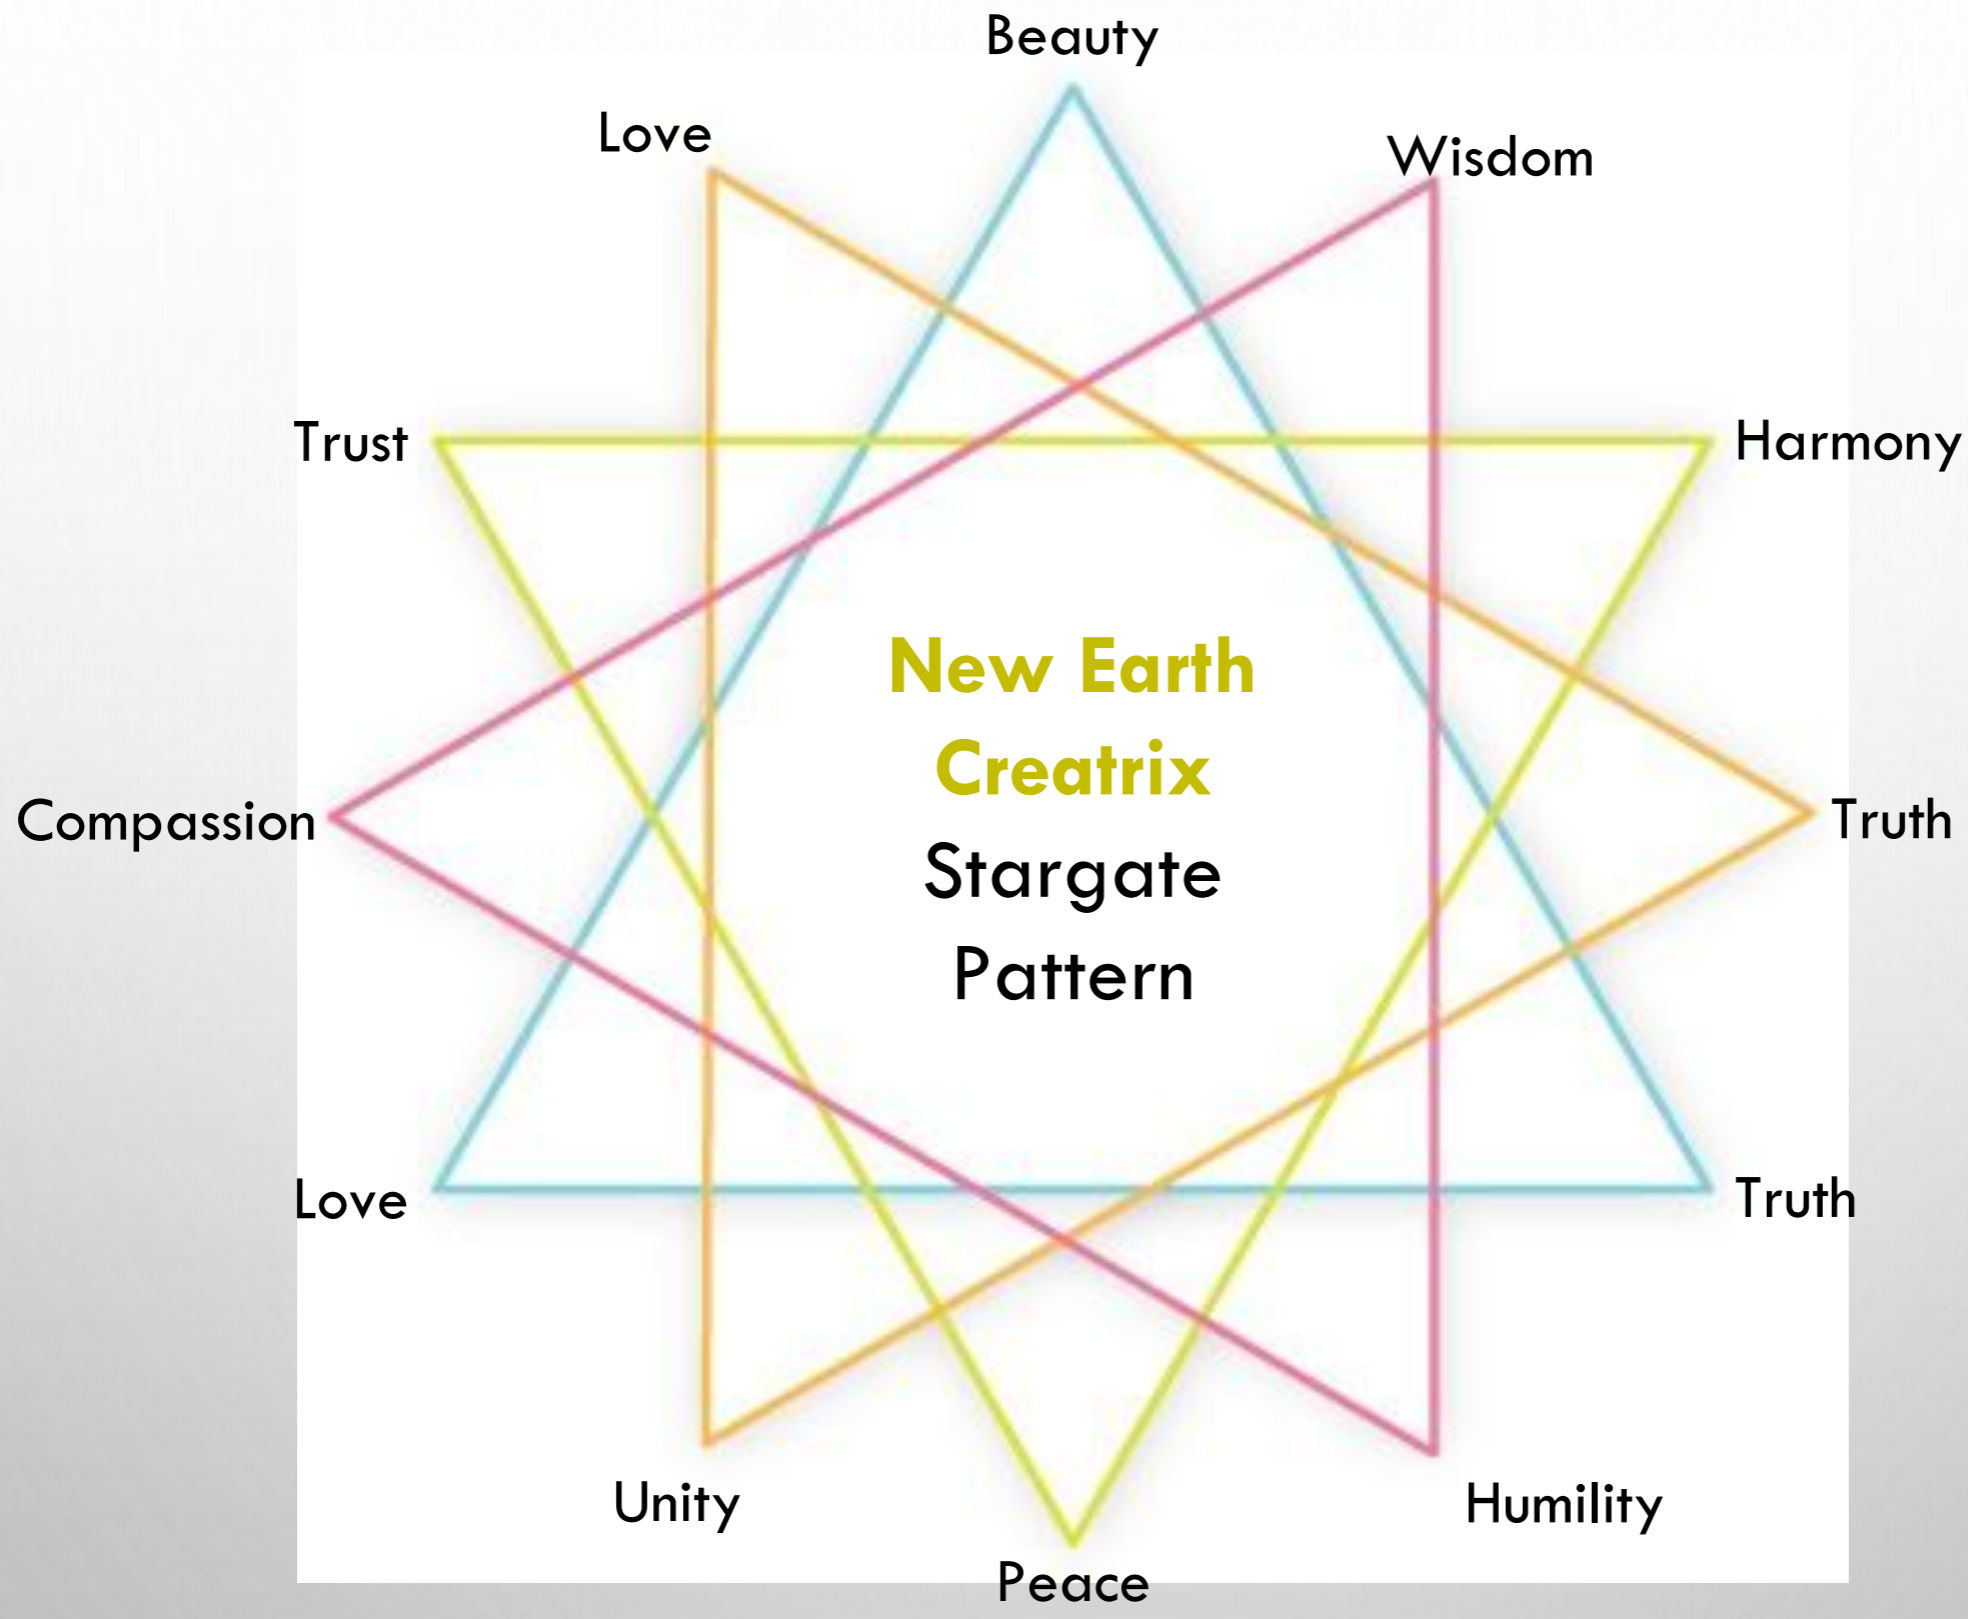 Beauty
Love
Wisdom
Trust
Harmony
New Earth
Creatrix
Stargate
Pattern
Compassion
Truth
Love
Truth
Unity
Humility
Peace